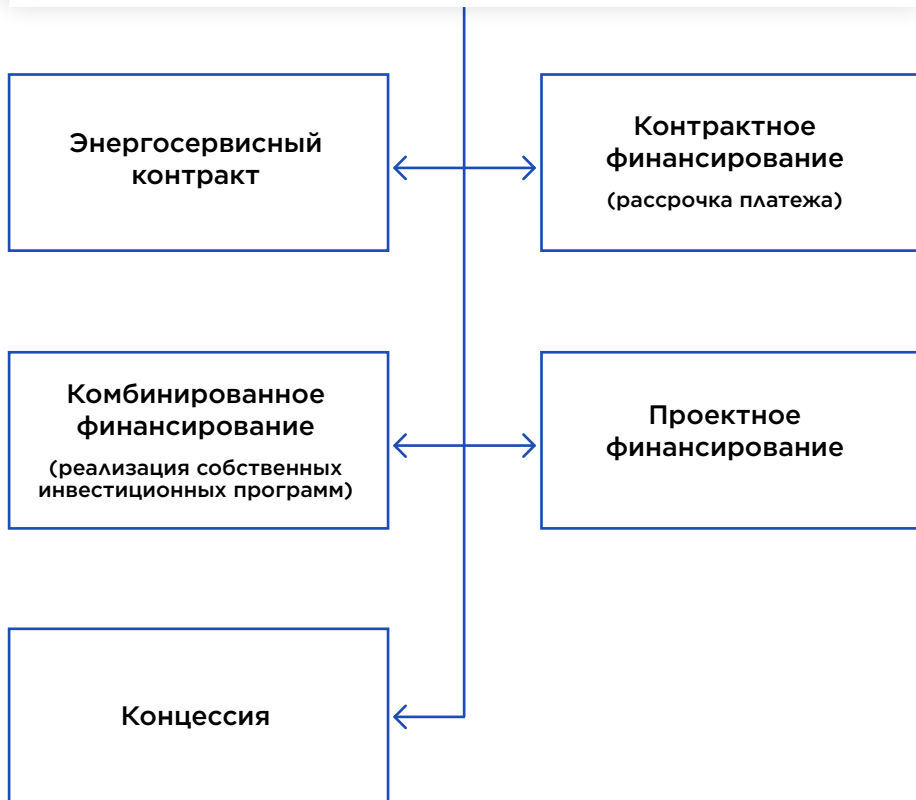 Энергосервисный
контракт
Контрактное
финансирование
(рассрочка платежа)
Комбинированное
финансирование
(реализация собственных
инвестиционных программ)
Проектное
финансирование
Концессия